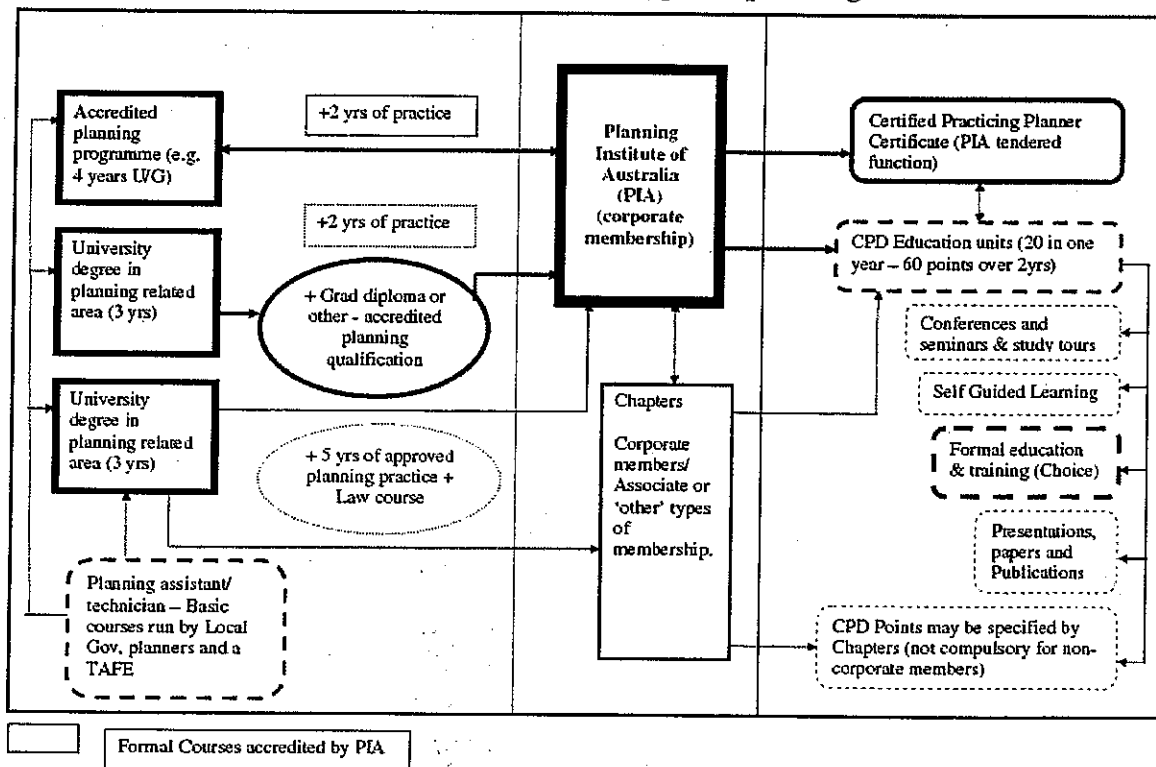 Accredited
planning
programme (e.g.
4 years U/G)
+2 yrs of practice
University
degree in
planning related
area (3 yrs)
+2 yrs of practice
+ Grad diploma or
other - accredited
planning
qualification
University
degree in
planning related
area (3 yrs)
+ 5 yrs of approved
planning practice +
Law course
Planning assistant/
technician – Basic
courses run by Local
Gov. planners and a
TAFE
Planning
Institute of
Australia
(PIA)
(corporate
membership)
Chapters
Corporate
members/
Associate or
'other' types
of
membership.
Certified Practicing Planner
Certificate (PIA tendered
function)
CPD Education units (20 in one
year – 60 points over 2yrs)
Conferences and
seminars & study tours
Self Guided Learning
Formal education
& training (Choice)
Presentations,
papers and
Publications
CPD Points may be specified by
Chapters (not compulsory for non-
corporate members)
Formal Courses accredited by PIA